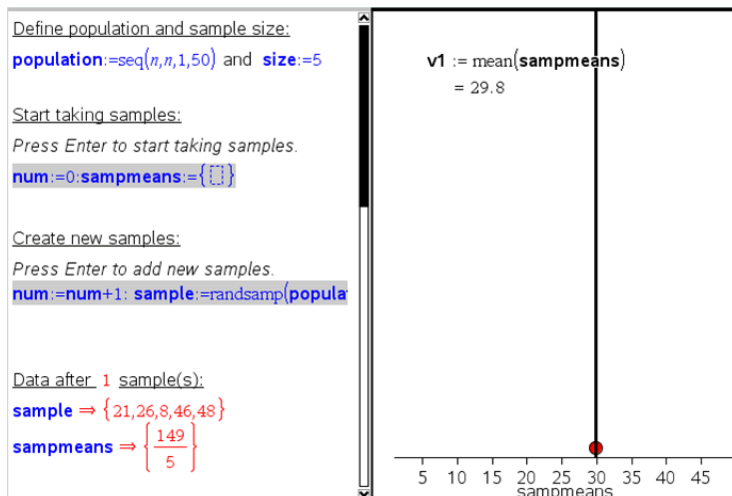 Define population and sample size:
population:=seq(n,n,1,50) and size:=5
Start taking samples:
Press Enter to start taking samples.
num:=0:sampmeans:={}
Create new samples:
Press Enter to add new samples.
num:=num+1: sample:=randsamp(popula
Data after 1 sample(s):
sample ⇒ {21,26,8,46,48}
sampmeans ⇒ {149/5}
v1 := mean(sampmeans)
= 29.8
5 10 15 20 25 30 35 40 45
sampmeans